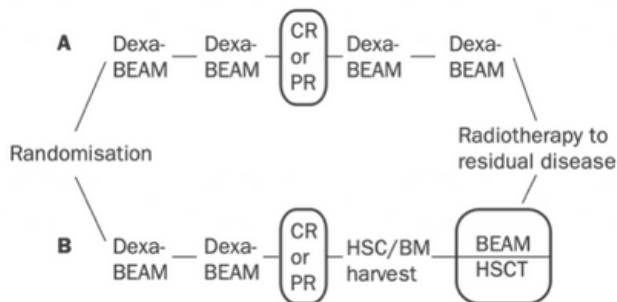 A
Dexa-
BEAM
Dexa-
BEAM
CR
or
PR
Dexa-
BEAM
Dexa-
BEAM
Randomisation
Radiotherapy to
residual disease
B
Dexa-
BEAM
Dexa-
BEAM
CR
or
PR
HSC/BM
harvest
BEAM
HSCT